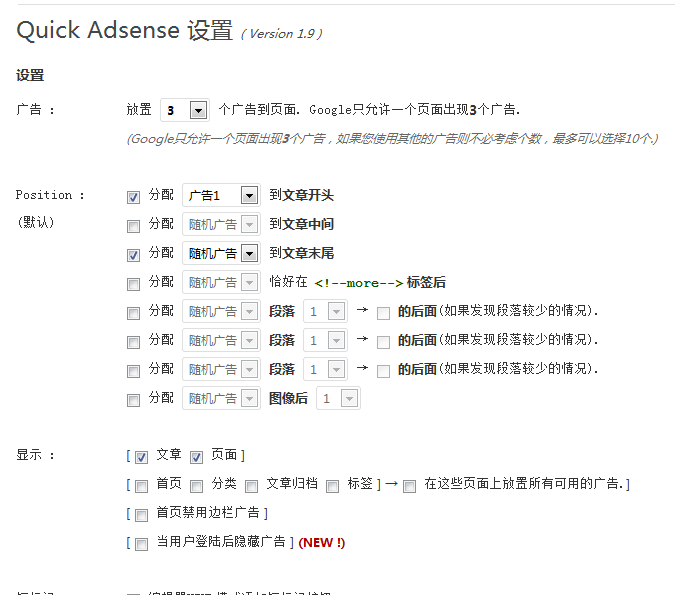 Quick Adsense 设置 ( Version 1.9 )
设置
广告 : 放置 3 个广告到页面. Google只允许一个页面出现3个广告.
(Google只允许一个页面出现3个广告，如果您使用其他的广告则不必考虑个数，最多可以选择10个.)
Position : 分配 广告1 到文章开头
(默认) 分配 随机广告 到文章中间
分配 随机广告 到文章末尾
分配 随机广告 恰好在 <!--more--> 标签后
分配 随机广告 段落 1 → 的后面(如果发现段落较少的情况).
分配 随机广告 段落 1 → 的后面(如果发现段落较少的情况).
分配 随机广告 段落 1 → 的后面(如果发现段落较少的情况).
分配 随机广告 图像后 1
显示 : [ 文章 页面 ]
[ 首页 分类 文章归档 标签 ] → 在这些页面上放置所有可用的广告. ]
[ 首页禁用边栏广告 ]
[ 当用户登陆后隐藏广告 ] (NEW !)